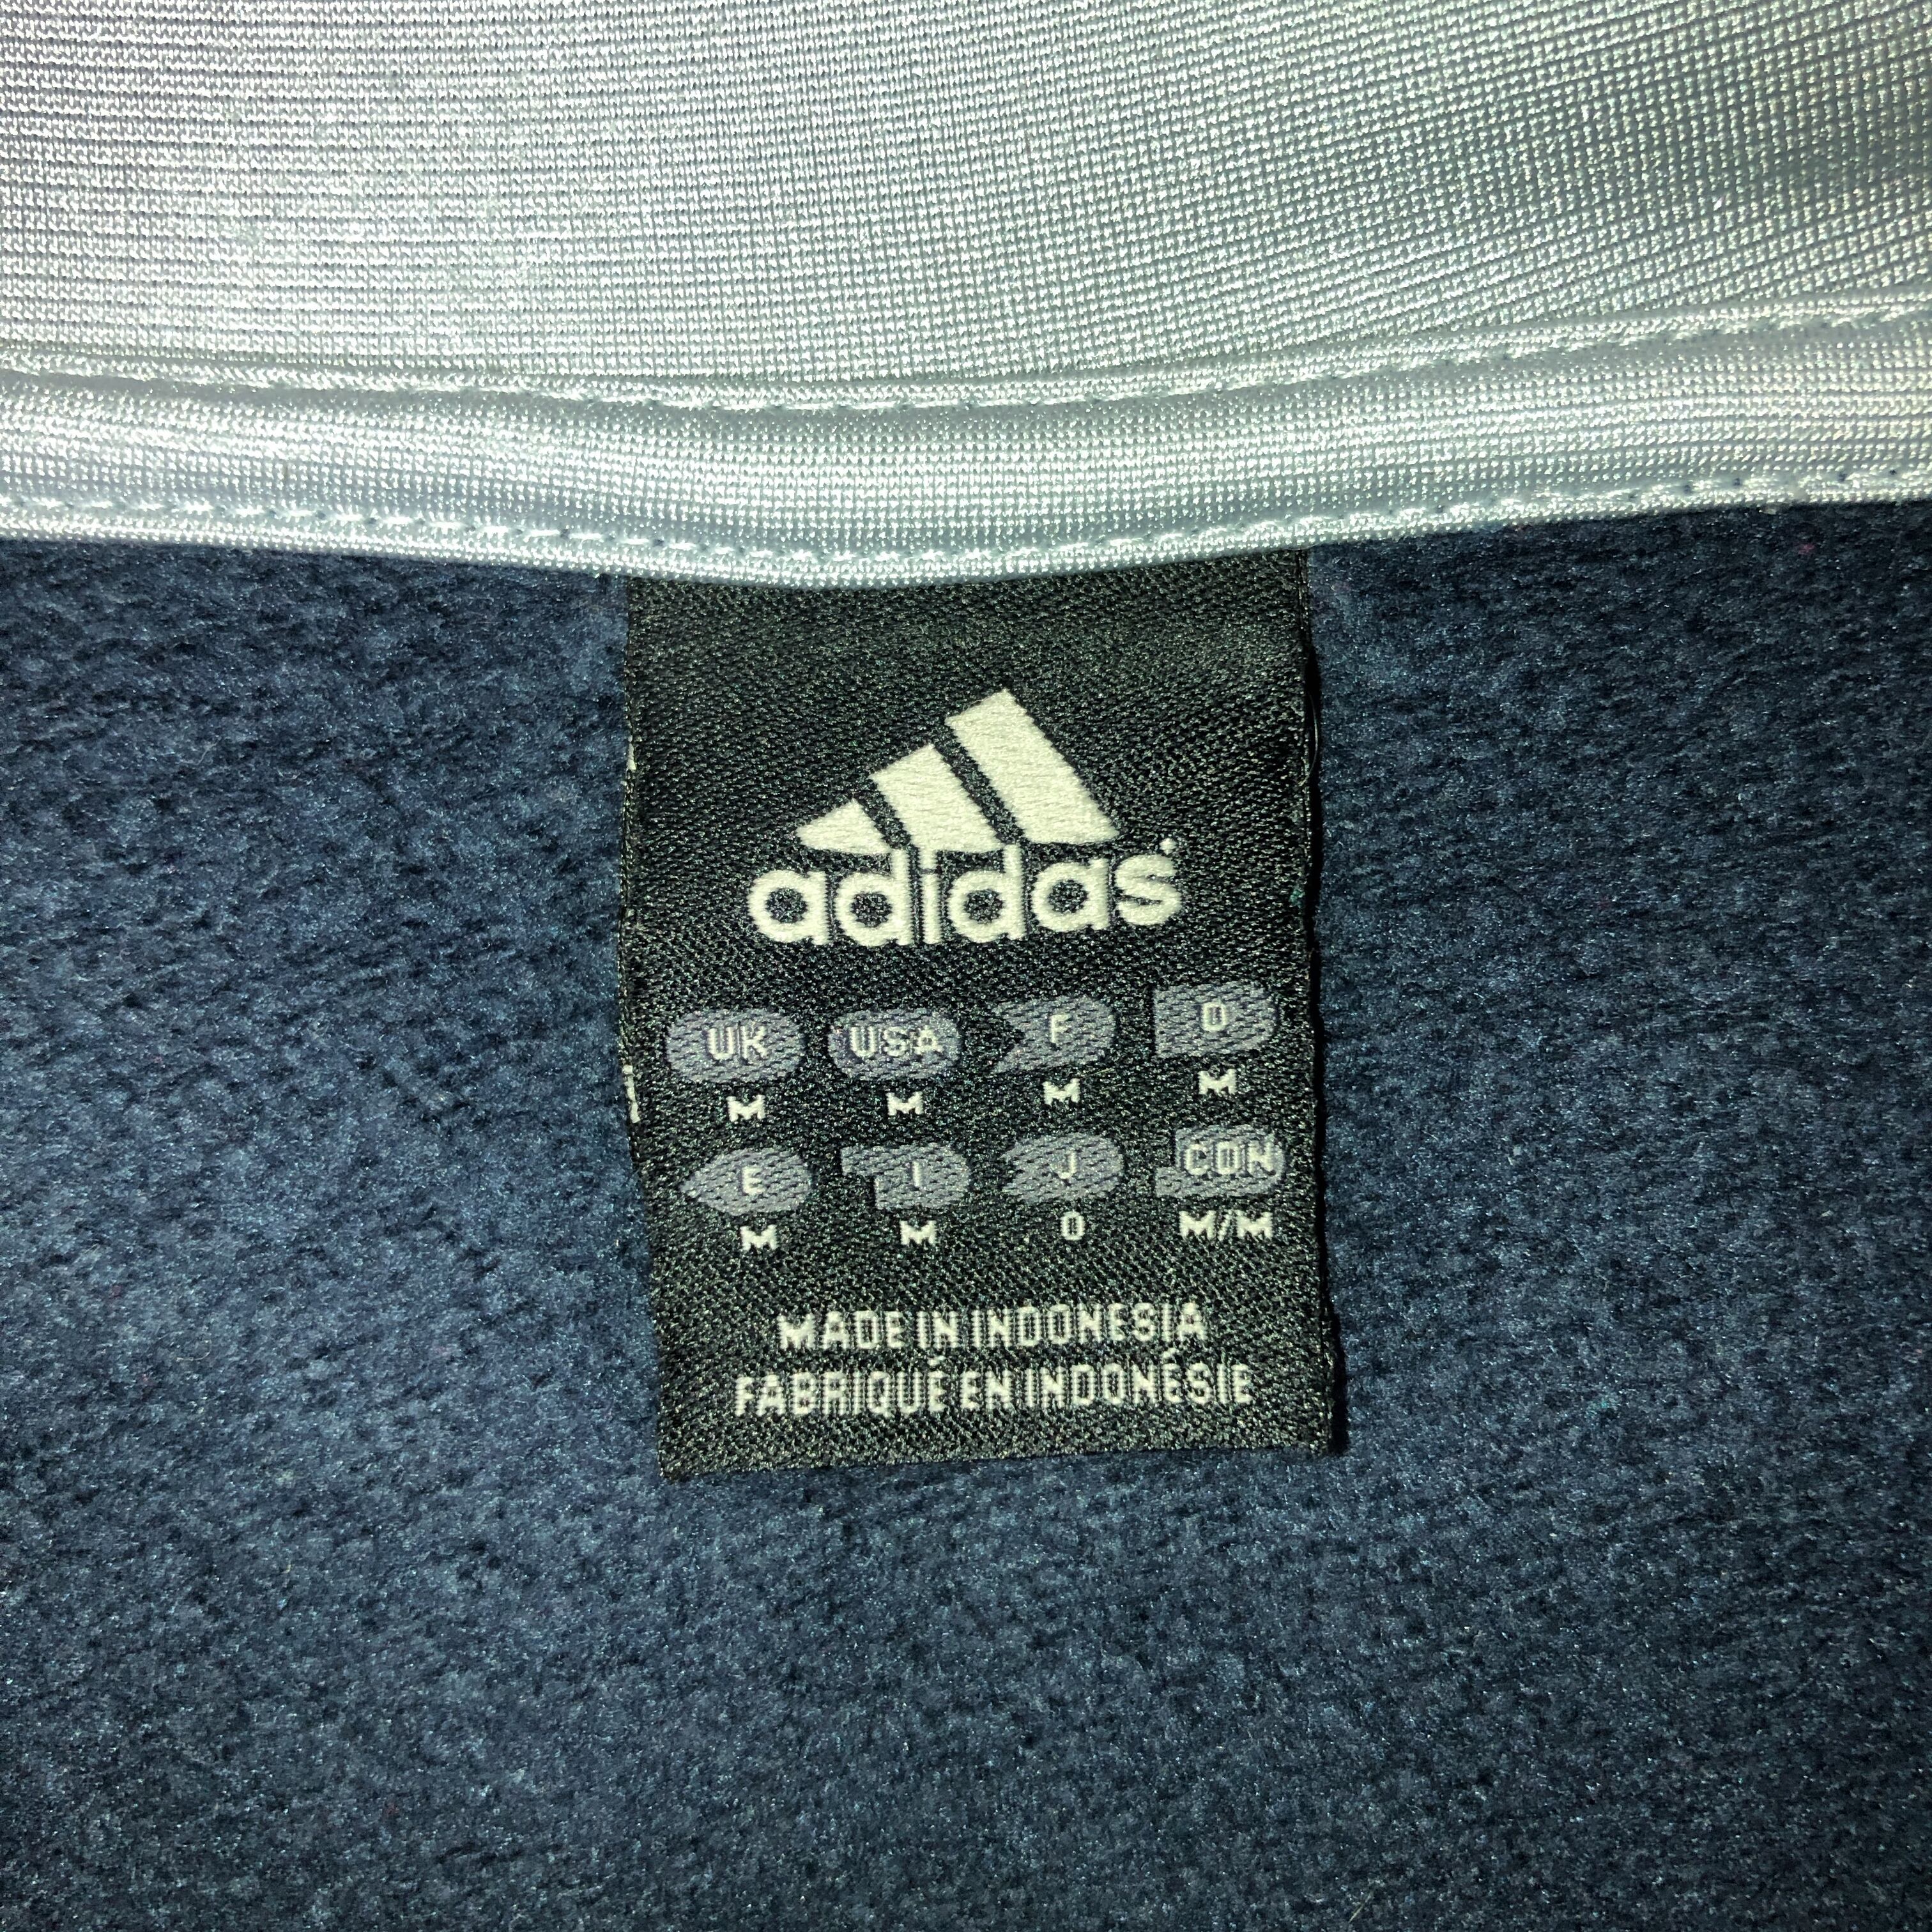 adidas
UK USA F D
M M M M
E I J CON
M M O M/M
MADE IN INDONESIA
FABRIQUÉ EN INDONÉSIE